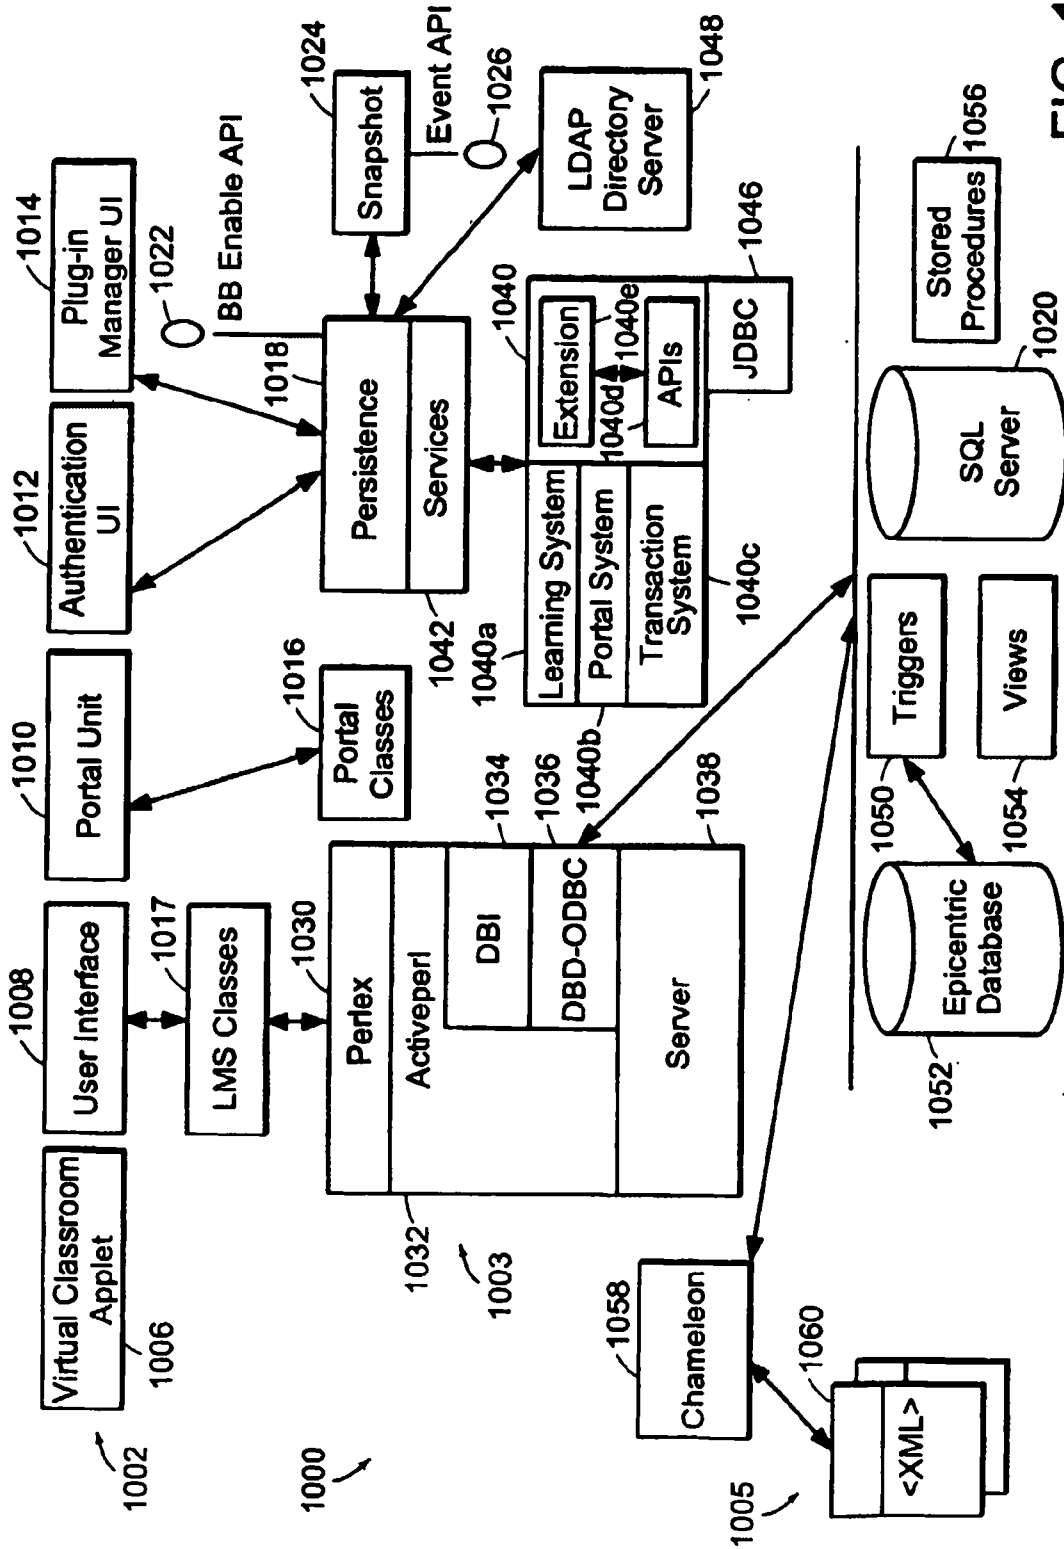 1002
Virtual Classroom
Applet
1006
1008
User Interface
1010
Portal Unit
1012
Authentication
UI
1014
Plug-in
Manager UI
1017
LMS Classes
1016
Portal
Classes
1022
BB Enable API
1018
Persistence
Services
1042
1024
Snapshot
Event API
1026
LDAP
Directory
Server
1048
1000
1003
1030
Perlex
Activeperl
1032
DBI
1034
DBD-ODBC
1036
Server
1038
1040a
Learning System
Portal System
1040b
Transaction
System
1040c
1040
Extension
1040e
1040d
APIs
JDBC
1046
1058
Chameleon
1005
1060
<XML>
1052
Epicentric
Database
1050
Triggers
1054
Views
SQL
Server
1020
Stored
Procedures
1056